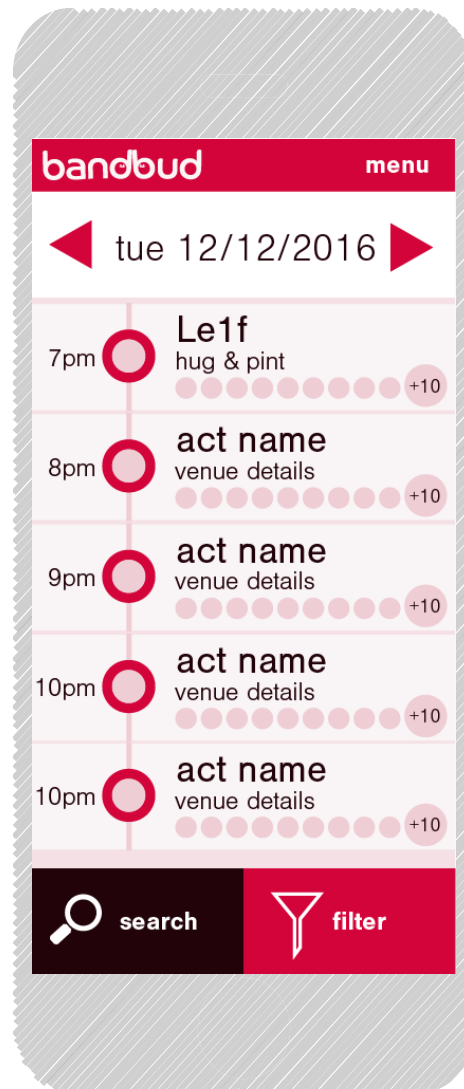 bandbud menu
tue 12/12/2016
Le1f
7pm hug & pint
+10
act name
8pm venue details
+10
act name
9pm venue details
+10
act name
10pm venue details
+10
act name
10pm venue details
+10
search filter